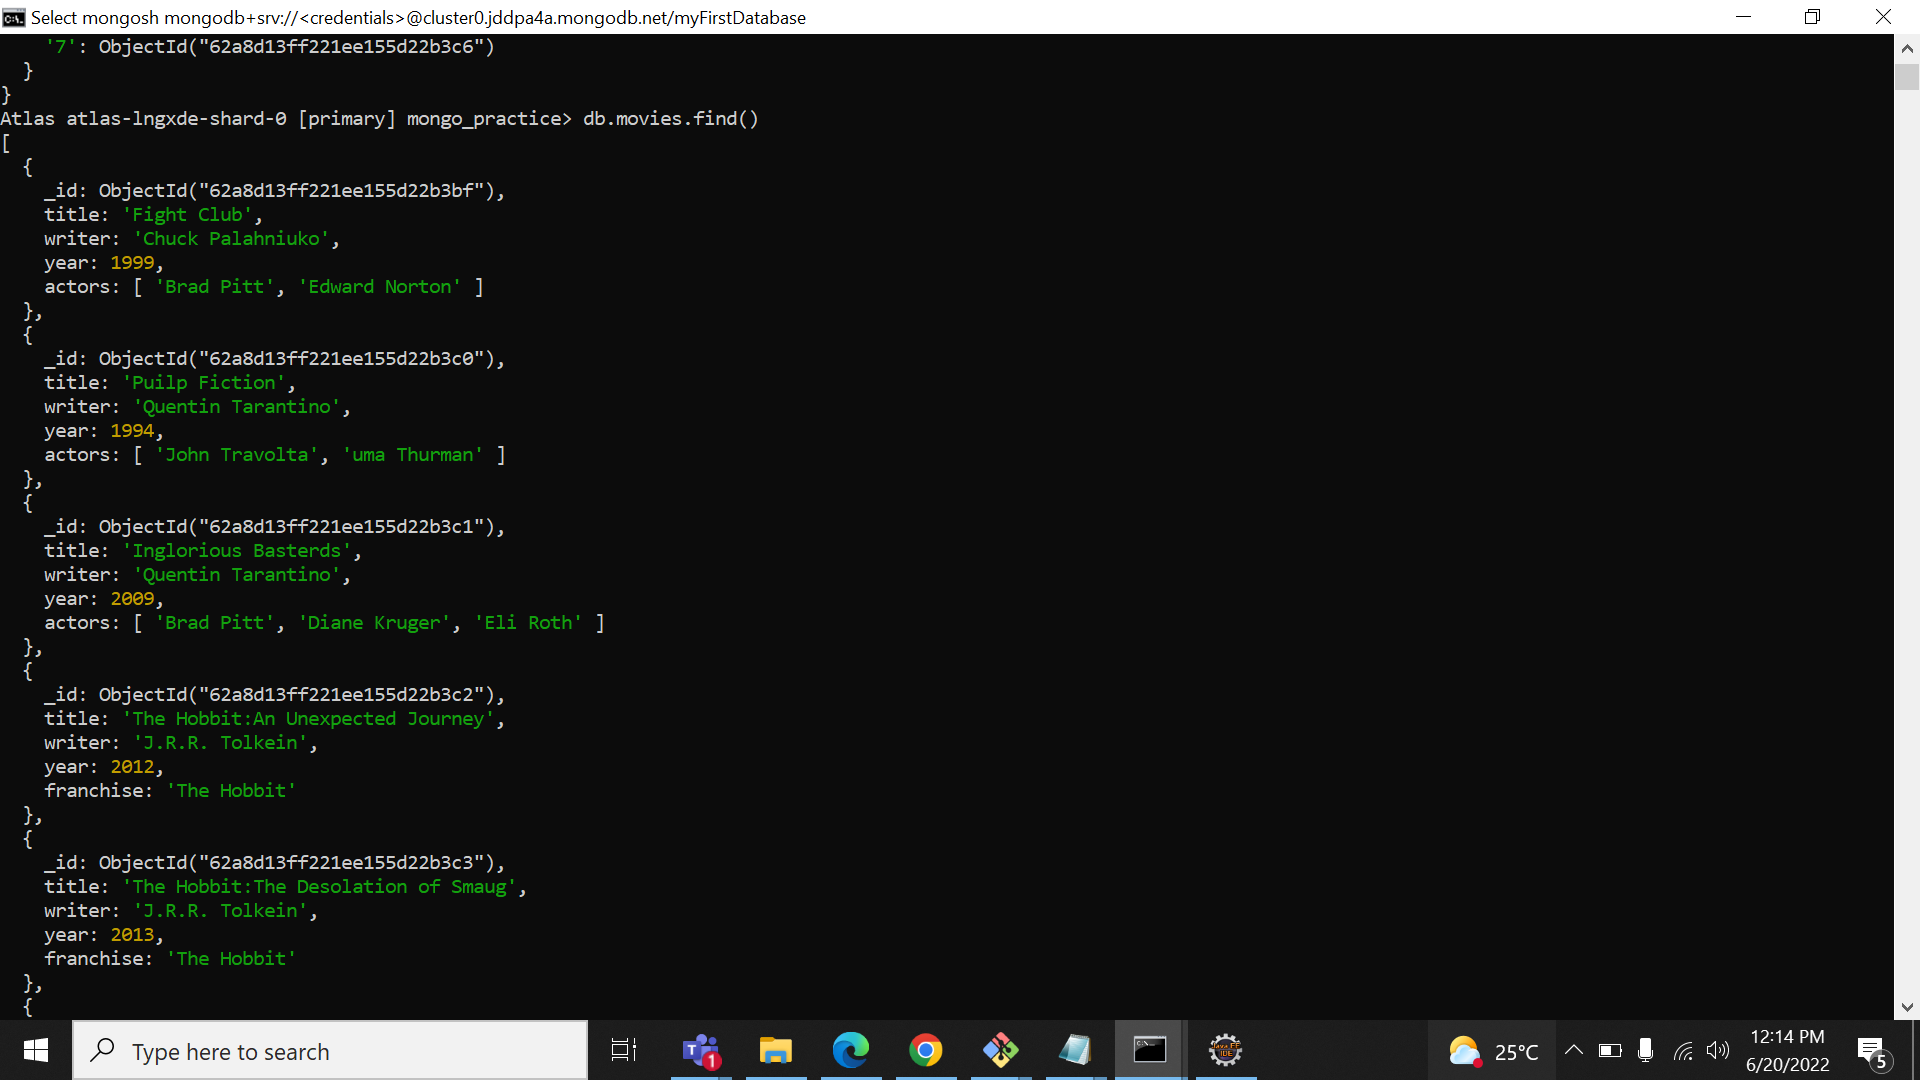 Select mongosh mongodb+srv://<credentials>@cluster0.jddpa4a.mongodb.net/myFirstDatabase
'7': ObjectId("62a8d13ff221ee155d22b3c6")
}
}
Atlas atlas-lngxde-shard-0 [primary] mongo_practice> db.movies.find()
[
{
_id: ObjectId("62a8d13ff221ee155d22b3bf"),
title: 'Fight Club',
writer: 'Chuck Palahniuko',
year: 1999,
actors: [ 'Brad Pitt', 'Edward Norton' ]
},
{
_id: ObjectId("62a8d13ff221ee155d22b3c0"),
title: 'Puilp Fiction',
writer: 'Quentin Tarantino',
year: 1994,
actors: [ 'John Travolta', 'uma Thurman' ]
},
{
_id: ObjectId("62a8d13ff221ee155d22b3c1"),
title: 'Inglorious Basterds',
writer: 'Quentin Tarantino',
year: 2009,
actors: [ 'Brad Pitt', 'Diane Kruger', 'Eli Roth' ]
},
{
_id: ObjectId("62a8d13ff221ee155d22b3c2"),
title: 'The Hobbit:An Unexpected Journey',
writer: 'J.R.R. Tolkein',
year: 2012,
franchise: 'The Hobbit'
},
{
_id: ObjectId("62a8d13ff221ee155d22b3c3"),
title: 'The Hobbit:The Desolation of Smaug',
writer: 'J.R.R. Tolkein',
year: 2013,
franchise: 'The Hobbit'
},
{
Type here to search
T
1
Java EE
IDE
25°C
12:14 PM
6/20/2022
5